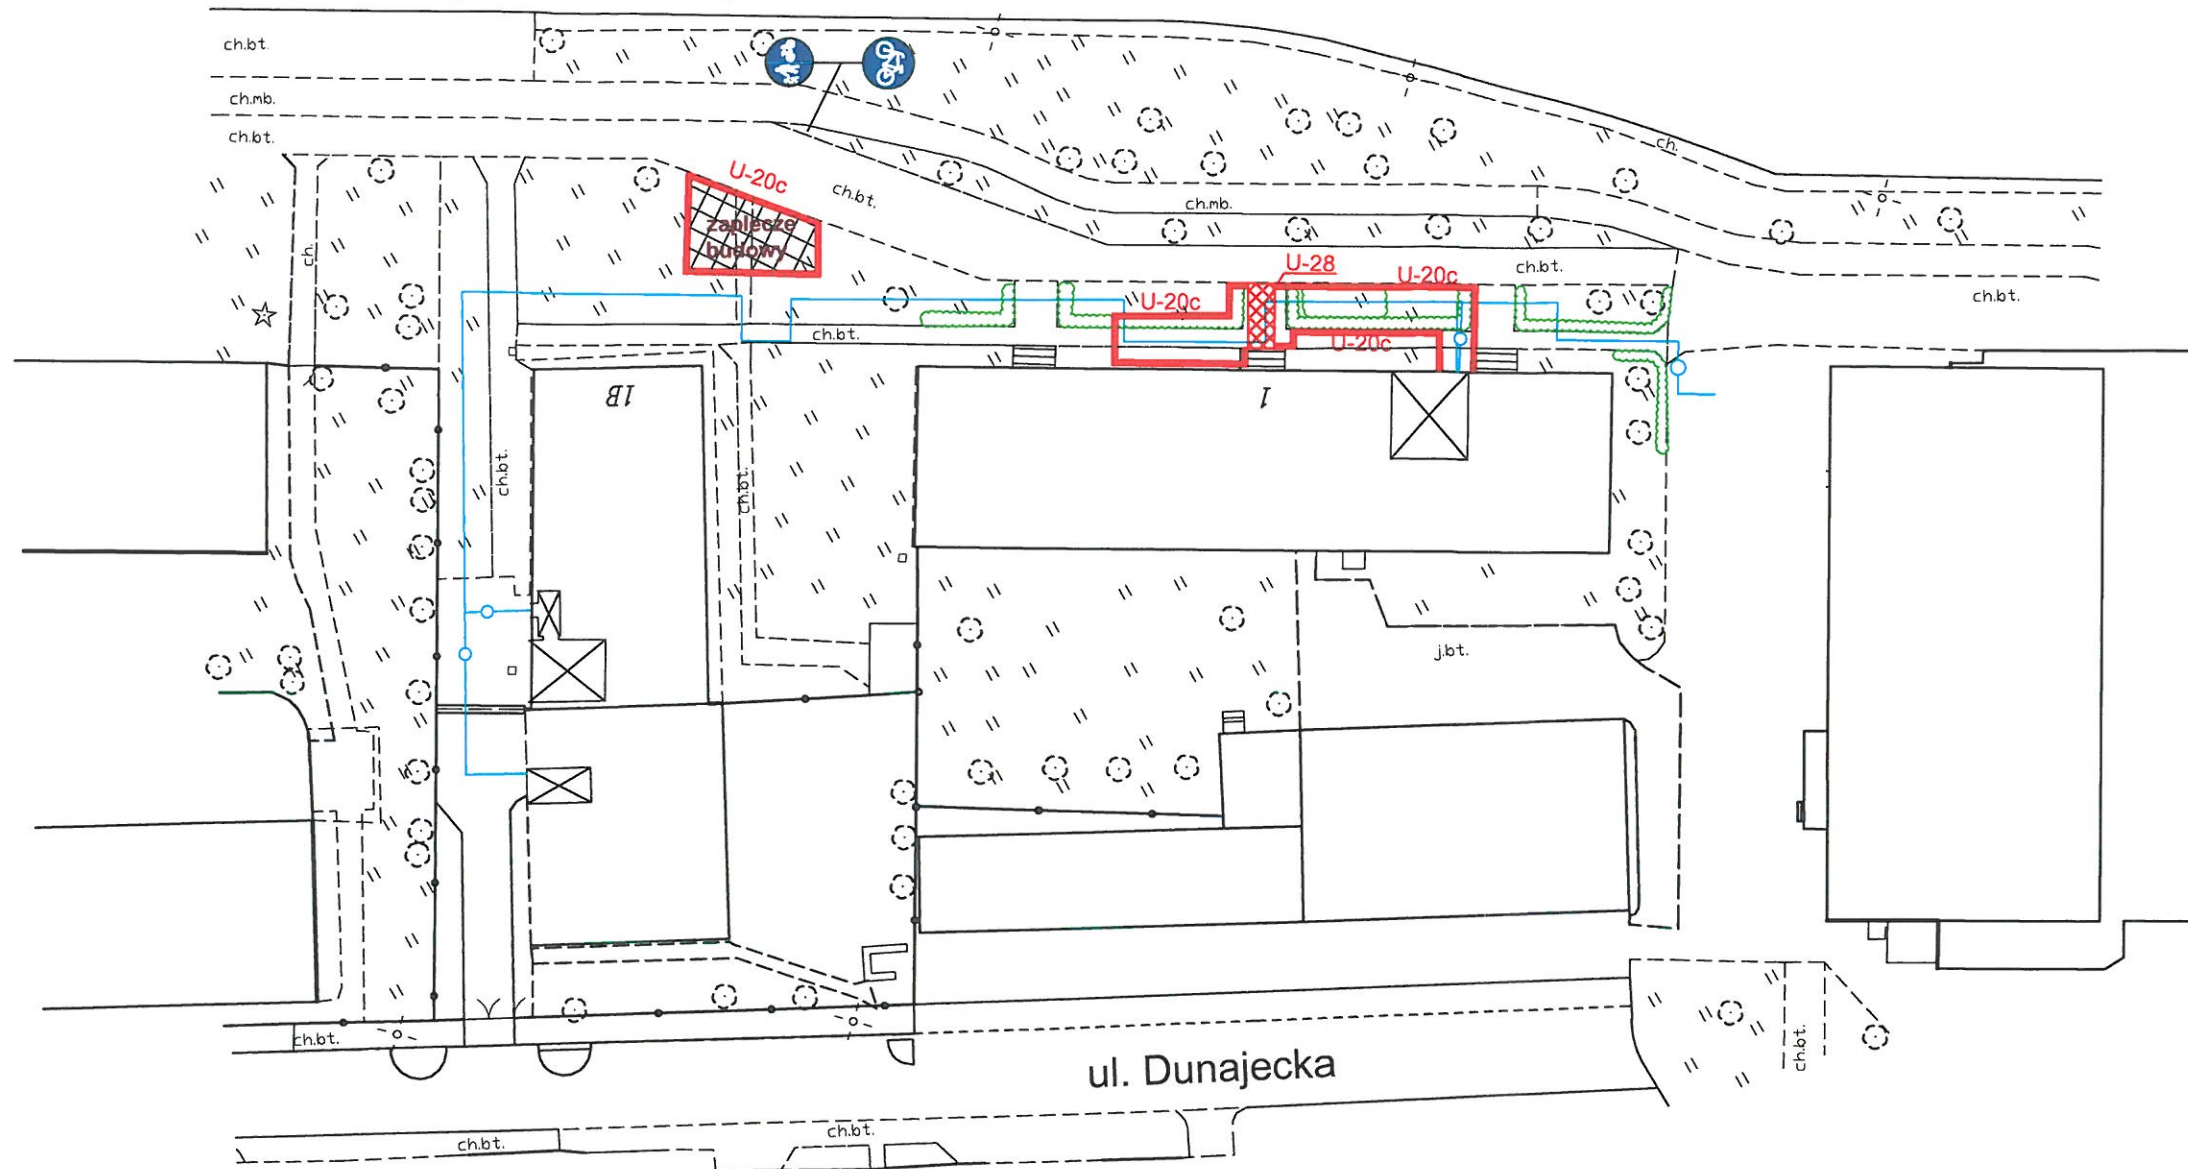 ch.bt.
ch.mb.
ch.bt.
ch.
U-20c
ch.bt.
zaplecze
budowy
ch.mb.
U-28
U-20c
ch.bt.
ch.bt.
ch.
U-20c
ch.bt.
U-20c
1B
1
ch.bt.
ch.bt.
j.bt.
ch.bt.
ch.bt.
ul. Dunajecka
ch.bt.
ch.bt.